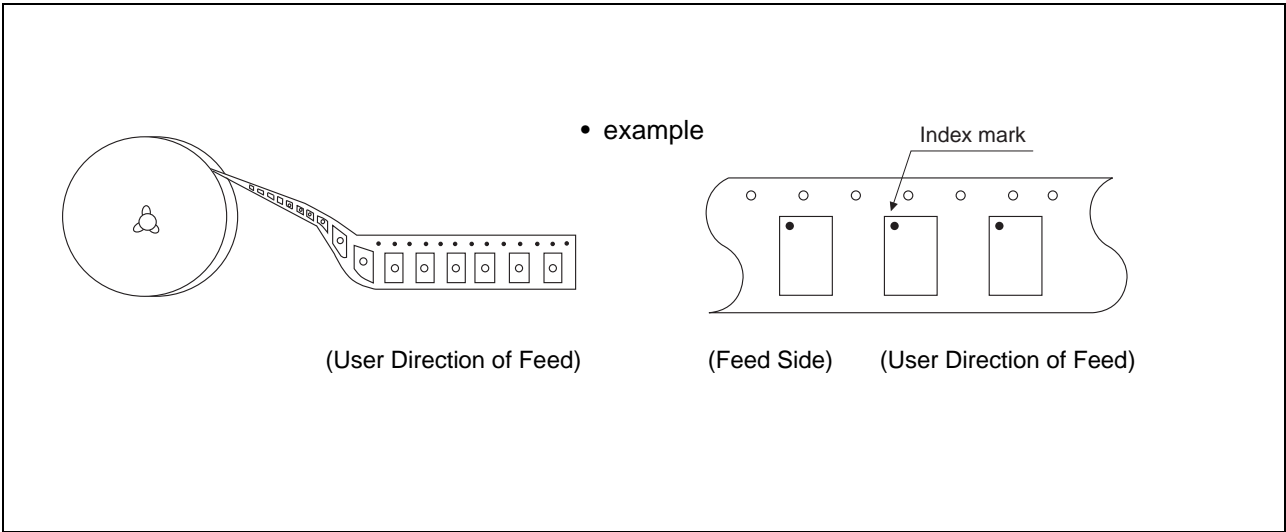 • example
Index mark
(User Direction of Feed)
(Feed Side)
(User Direction of Feed)